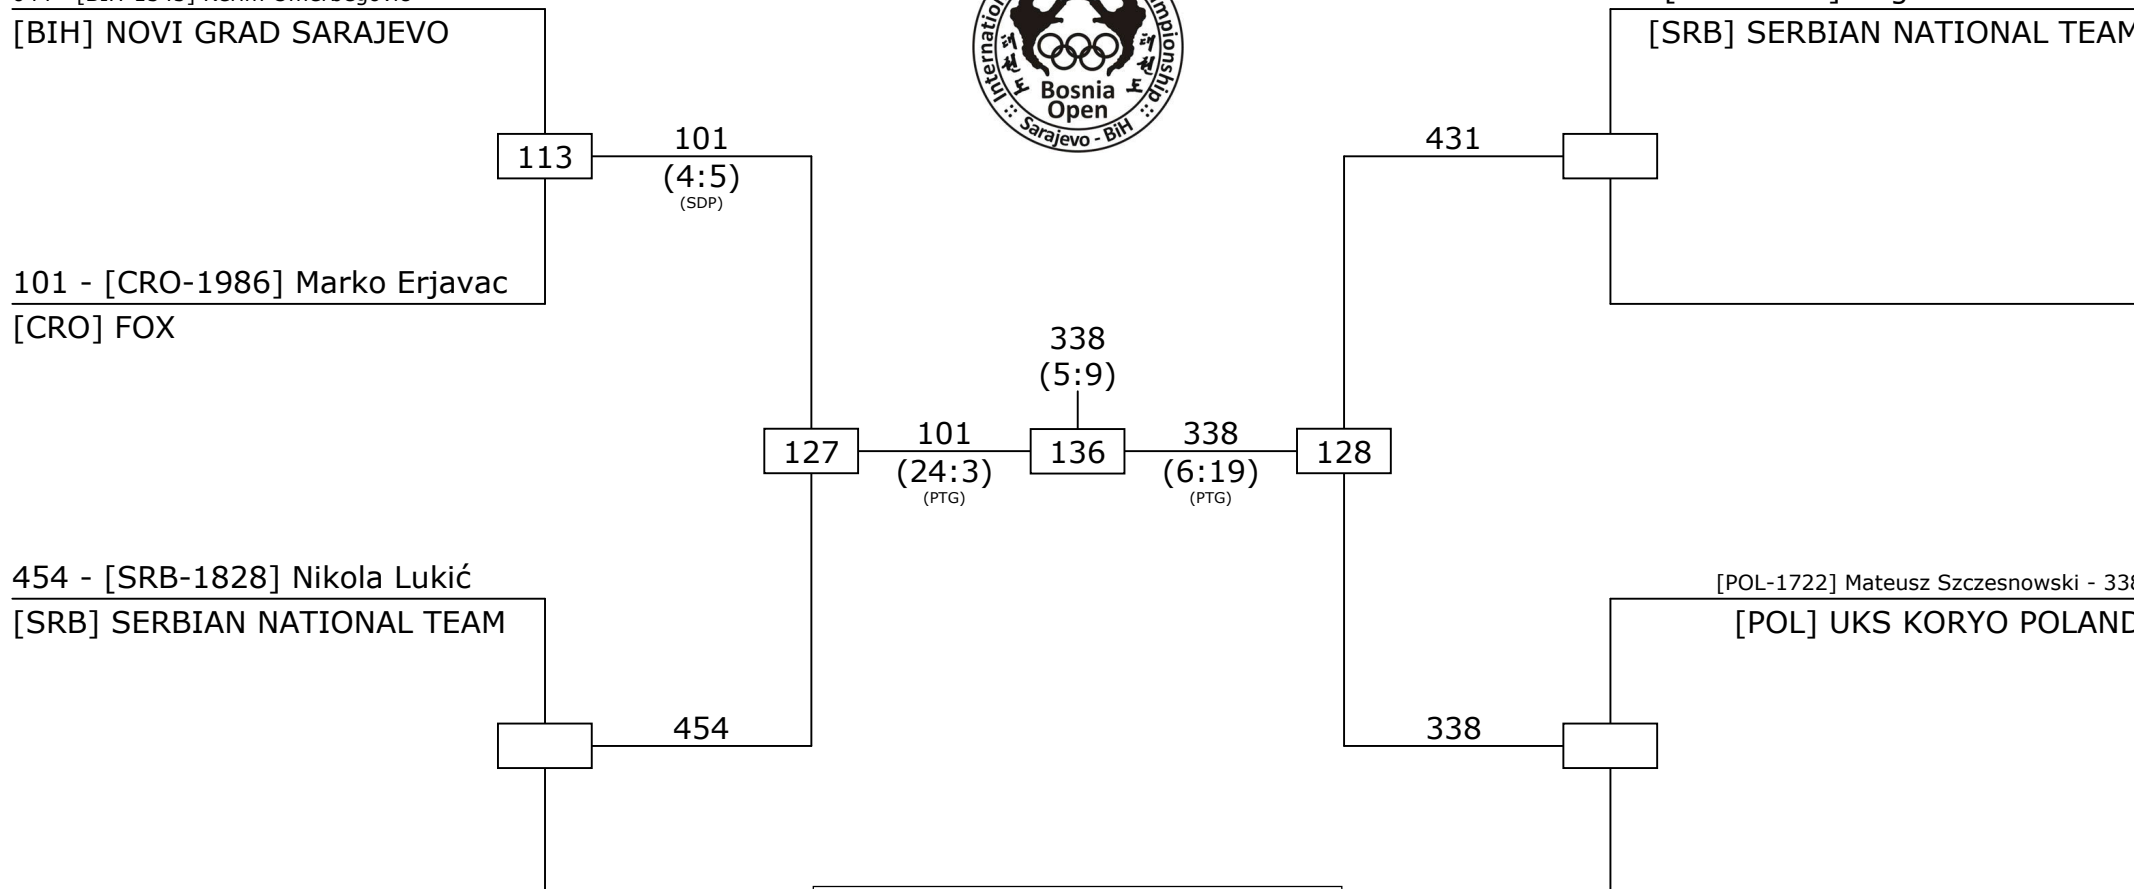 [BIH] NOVI GRAD SARAJEVO
[SRB] SERBIAN NATIONAL TEAM
Bosnia
Open
Sarajevo - BiH
113
101
(4:5)
(SDP)
431
101 - [CRO-1986] Marko Erjavac
[CRO] FOX
338
(5:9)
127
101
(24:3)
(PTG)
136
338
(6:19)
(PTG)
128
454 - [SRB-1828] Nikola Lukić
[SRB] SERBIAN NATIONAL TEAM
[POL-1722] Mateusz Szczesnowski - 338
[POL] UKS KORYO POLAND
454
338